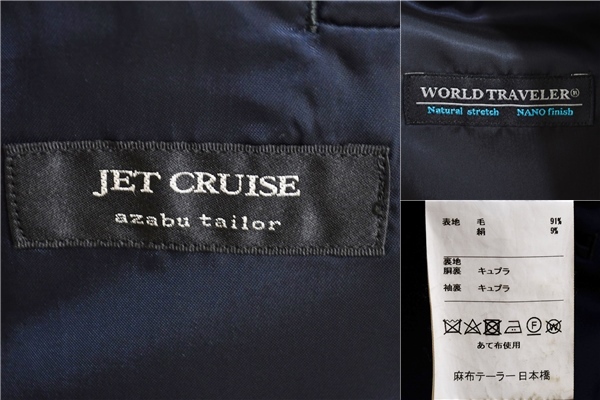 JET CRUISE
azabu tailor
WORLD TRAVELER®
Natural stretch NANO finish
表地 毛 91%
絹 9%
裏地
胴裏 キュプラ
袖裏 キュプラ
あて布使用
麻布テーラー 日本橋